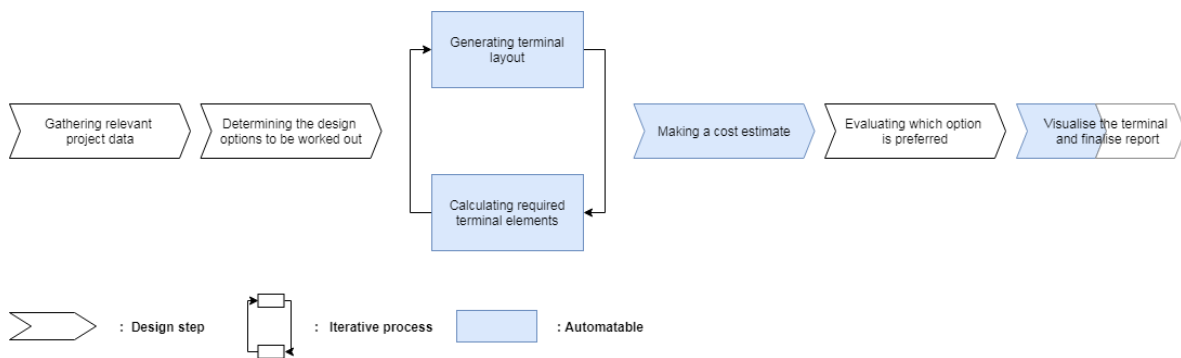 Generating terminal
layout
Gathering relevant
project data
Determining the design
options to be worked out
Making a cost estimate
Evaluating which option
is preferred
Visualise the terminal
and finalise report
Calculating required
terminal elements
: Design step
: Iterative process
: Automatable